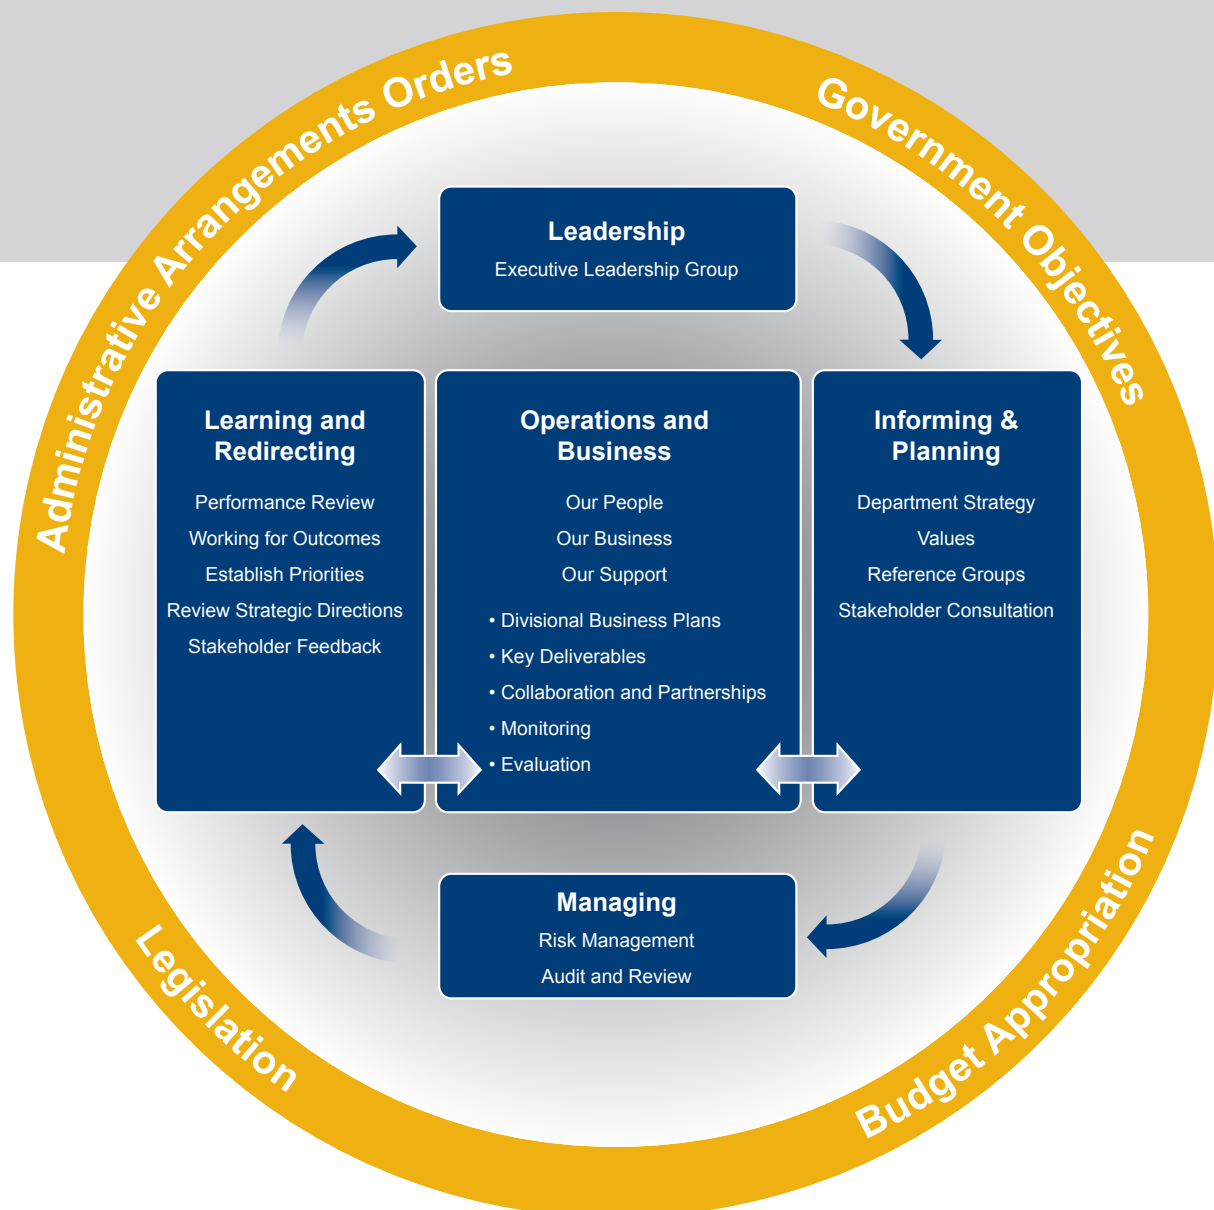 Administrative Arrangements Orders
Government Objectives
Leadership
Executive Leadership Group
Learning and
Redirecting
Performance Review
Working for Outcomes
Establish Priorities
Review Strategic Directions
Stakeholder Feedback
Operations and
Business
Our People
Our Business
Our Support
• Divisional Business Plans
• Key Deliverables
• Collaboration and Partnerships
• Monitoring
• Evaluation
Informing &
Planning
Department Strategy
Values
Reference Groups
Stakeholder Consultation
Managing
Risk Management
Audit and Review
Legislation
Budget Appropriation